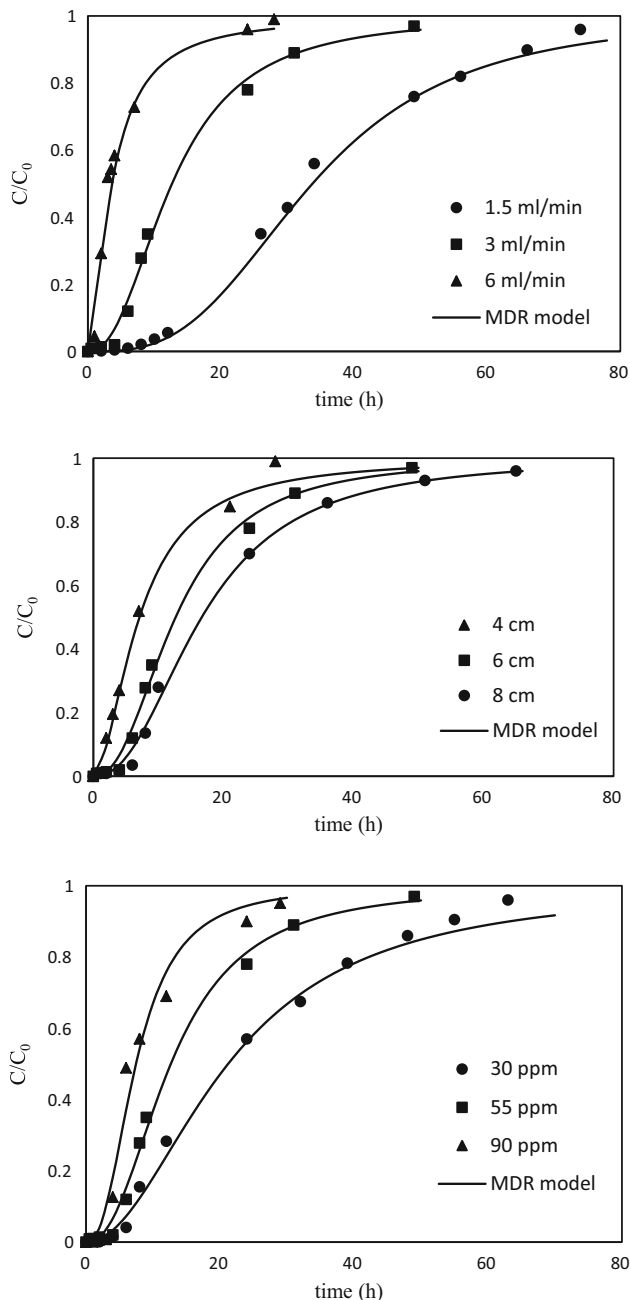 1
0.8
0.6
0.4
0.2
0
C/C₀
1.5 ml/min
3 ml/min
6 ml/min
MDR model
0 20 40 60 80
time (h)
1
0.8
0.6
0.4
0.2
0
C/C₀
4 cm
6 cm
8 cm
MDR model
0 20 40 60 80
time (h)
1
0.8
0.6
0.4
0.2
0
C/C₀
30 ppm
55 ppm
90 ppm
MDR model
0 20 40 60 80
time (h)